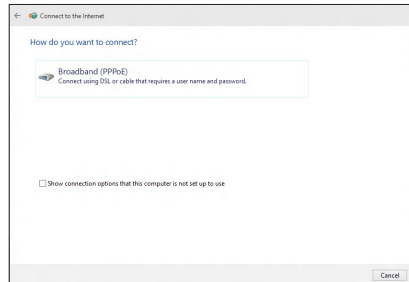 Connect to the Internet
How do you want to connect?
Broadband (PPPoE)
Connect using DSL or cable that requires a user name and password.
Show connection options that this computer is not set up to use
Cancel